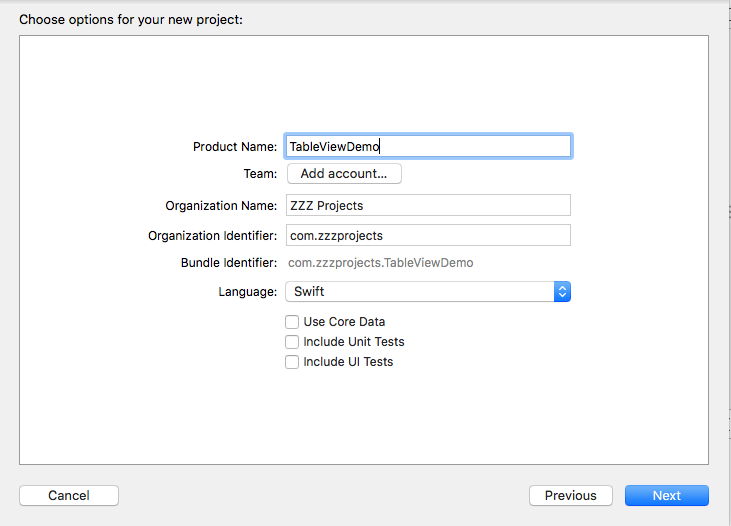 Choose options for your new project:
Product Name: TableViewDemo
Team: Add account...
Organization Name: ZZZ Projects
Organization Identifier: com.zzzprojects
Bundle Identifier: com.zzzprojects.TableViewDemo
Language: Swift
Use Core Data
Include Unit Tests
Include UI Tests
Cancel Previous Next